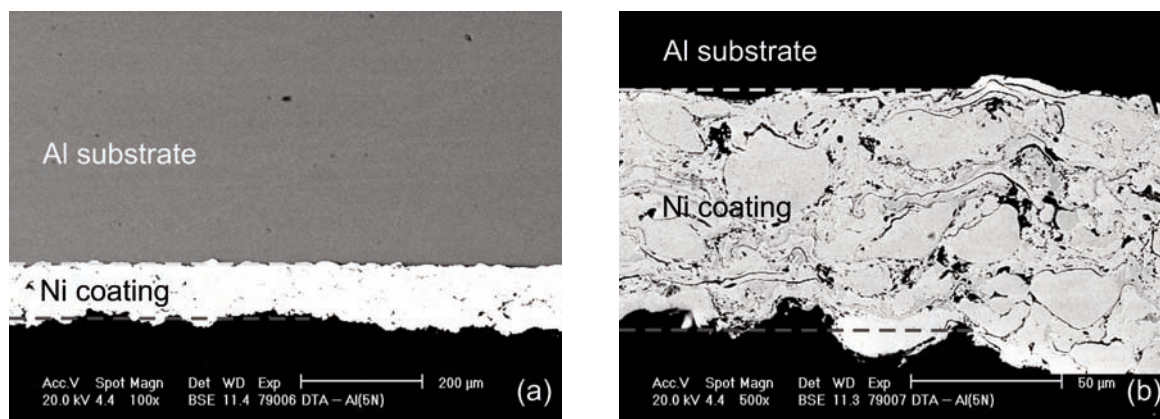 Al substrate
Ni coating
Acc.V Spot Magn Det WD Exp 200 µm
20.0 kV 4.4 100x BSE 11.4 79006 DTA – Al(5N)
(a)
Al substrate
Ni coating
Acc.V Spot Magn Det WD Exp 50 µm
20.0 kV 4.4 500x BSE 11.3 79007 DTA – Al(5N)
(b)